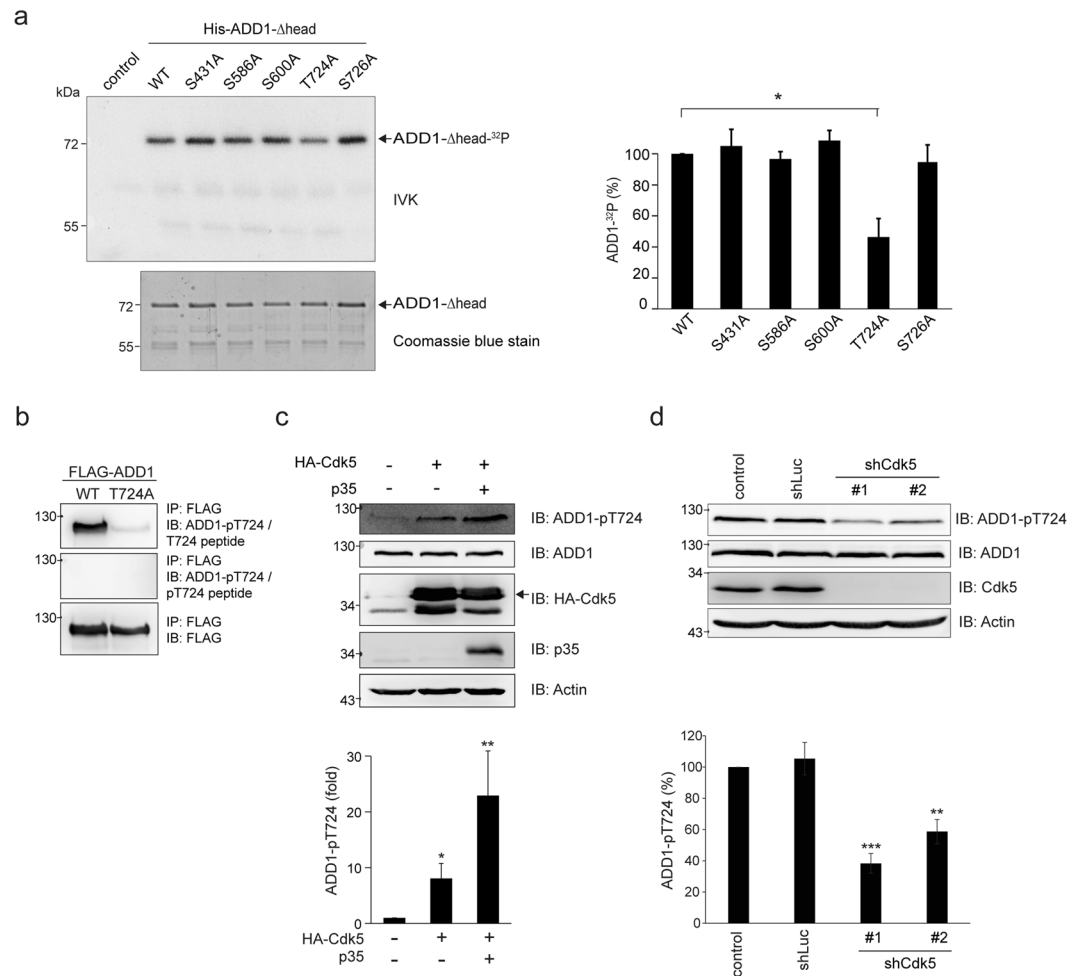 a
His-ADD1-Δhead
control
WT
S431A
S586A
S600A
T724A
S726A
kDa
72
ADD1-Δhead-³²P
IVK
55
72
ADD1-Δhead
55
Coomassie blue stain
*
ADD1-³²P (%)
120
100
80
60
40
100
0
WT
S431A
S586A
S600A
T724A
S726A
b
FLAG-ADD1
WT T724A
130
IP: FLAG
IB: ADD1-pT724 /
T724 peptide
130
IP: FLAG
IB: ADD1-pT724 /
pT724 peptide
130
IP: FLAG
IB: FLAG
c
HA-Cdk5 - + +
p35 - - +
130
IB: ADD1-pT724
130
IB: ADD1
34
IB: HA-Cdk5
34
IB: p35
43
IB: Actin
ADD1-pT724 (fold)
30
20
10
0
*
**
HA-Cdk5 - + +
p35 - - +
d
control
shLuc
shCdk5
#1 #2
130
IB: ADD1-pT724
130
IB: ADD1
34
IB: Cdk5
43
IB: Actin
ADD1-pT724 (%)
120
100
80
60
40
20
0
***
**
control
shLuc
#1 #2
shCdk5